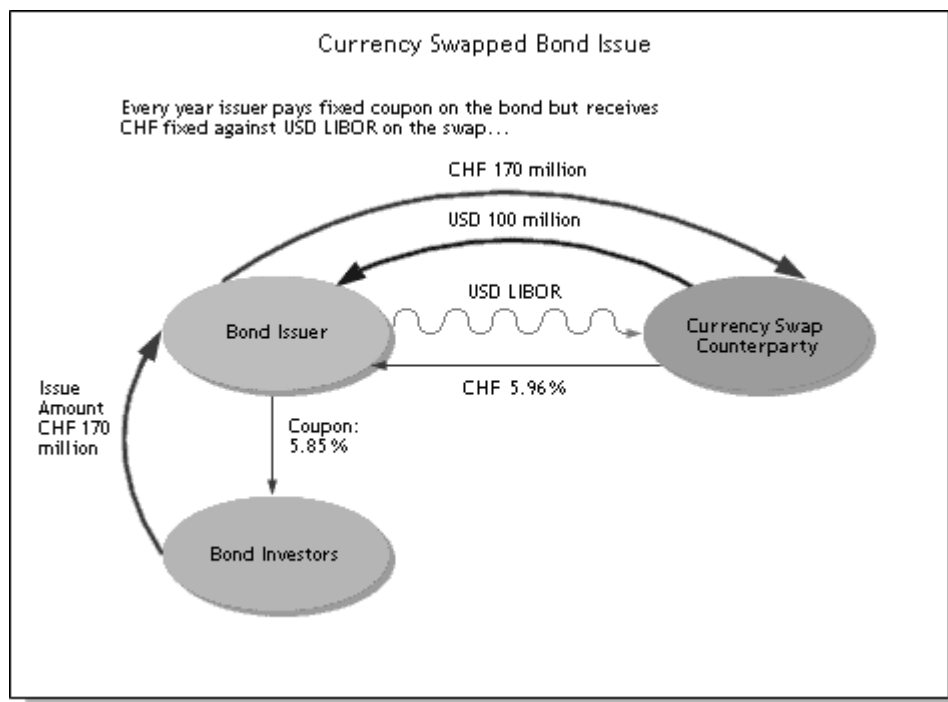 Currency Swapped Bond Issue
Every year issuer pays fixed coupon on the bond but receives
CHF fixed against USD LIBOR on the swap...
CHF 170 million
USD 100 million
USD LIBOR
Bond Issuer
Currency Swap
Counterparty
CHF 5.96%
Issue
Amount
CHF 170
million
Coupon:
5.85%
Bond Investors